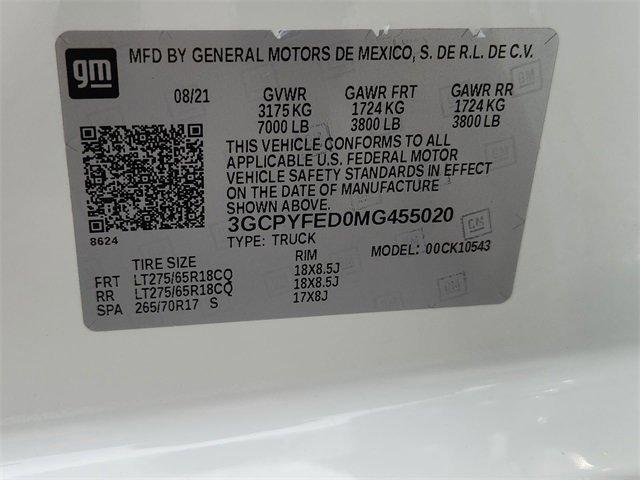 gm
MFD BY GENERAL MOTORS DE MEXICO, S. DE R.L. DE C.V.
08/21 GVWR GAWR FRT GAWR RR
3175 KG 1724 KG 1724 KG
7000 LB 3800 LB 3800 LB
THIS VEHICLE CONFORMS TO ALL
APPLICABLE U.S. FEDERAL MOTOR
VEHICLE SAFETY STANDARDS IN EFFECT
ON THE DATE OF MANUFACTURE
SHOWN ABOVE.
8624
3GCPYFED0MG455020
TYPE: TRUCK MODEL: 00CK10543
TIRE SIZE RIM
FRT LT275/65R18CQ 18X8.5J
RR LT275/65R18CQ 18X8.5J
SPA 265/70R17 S 17X8J